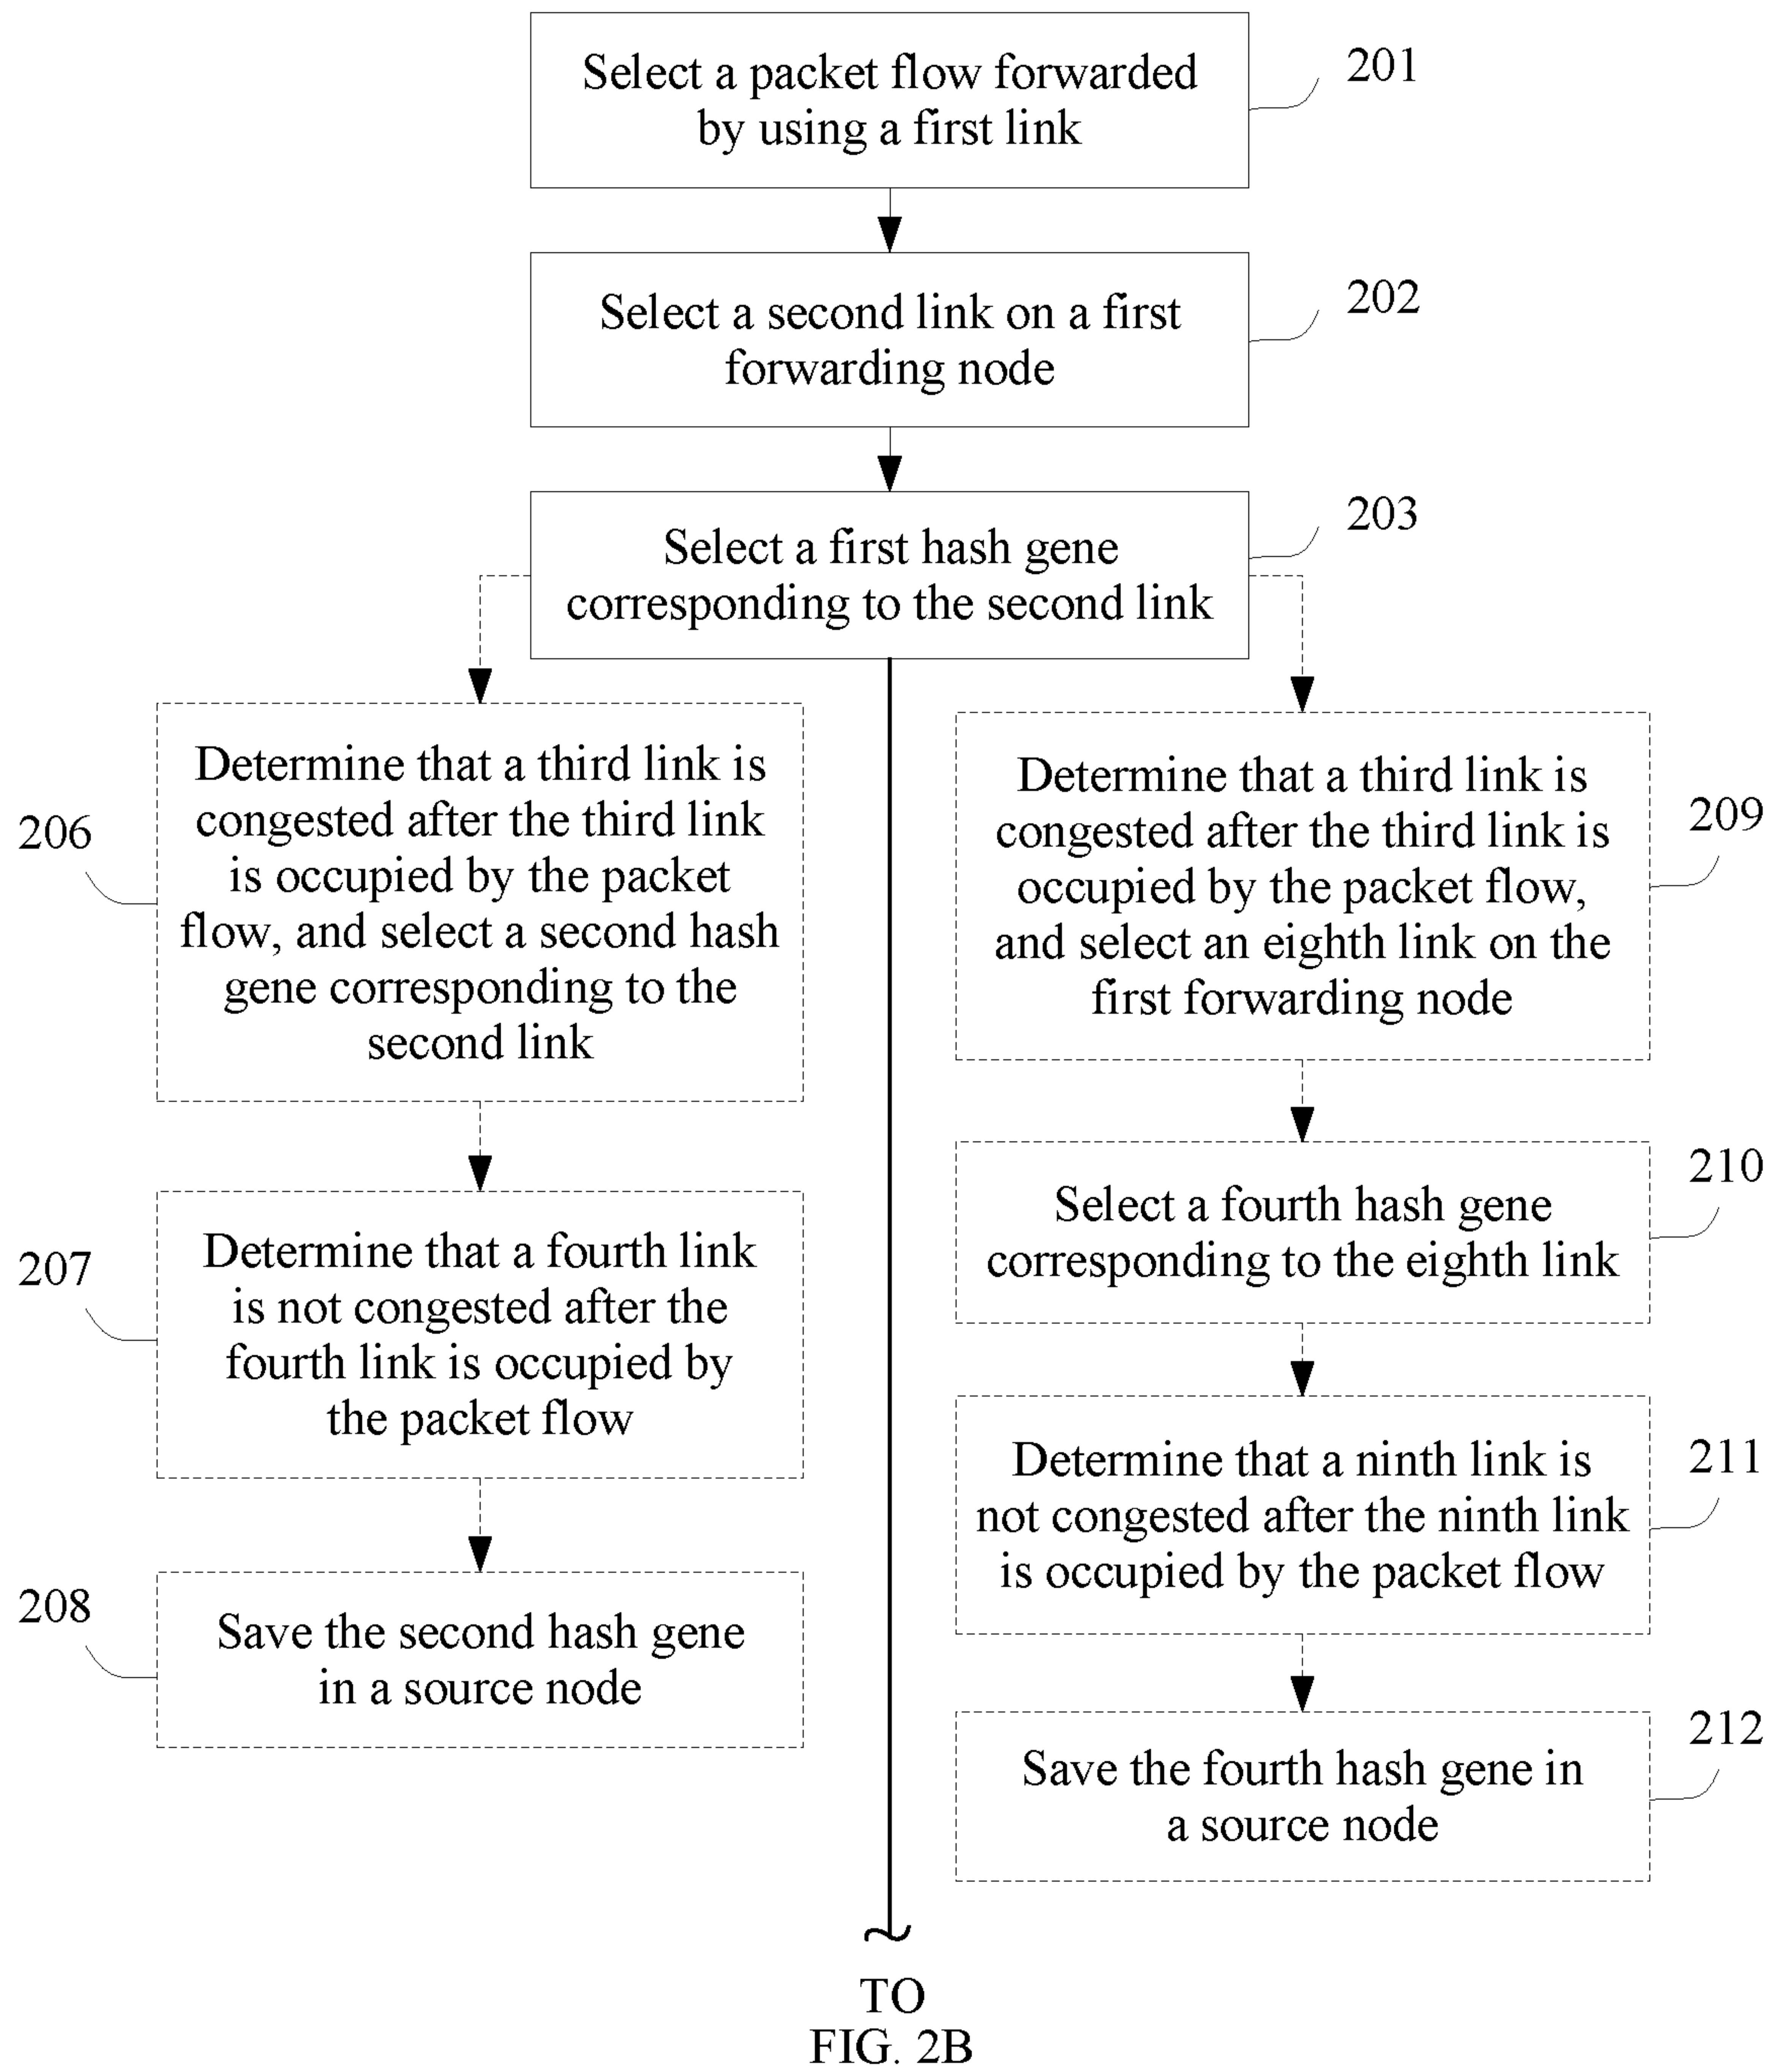 Select a packet flow forwarded
by using a first link
201
Select a second link on a first
forwarding node
202
Select a first hash gene
corresponding to the second link
203
Determine that a third link is
congested after the third link
is occupied by the packet
flow, and select a second hash
gene corresponding to the
second link
206
Determine that a fourth link
is not congested after the
fourth link is occupied by
the packet flow
207
Save the second hash gene
in a source node
208
Determine that a third link is
congested after the third link is
occupied by the packet flow,
and select an eighth link on the
first forwarding node
209
Select a fourth hash gene
corresponding to the eighth link
210
Determine that a ninth link is
not congested after the ninth link
is occupied by the packet flow
211
Save the fourth hash gene in
a source node
212
TO
FIG. 2B